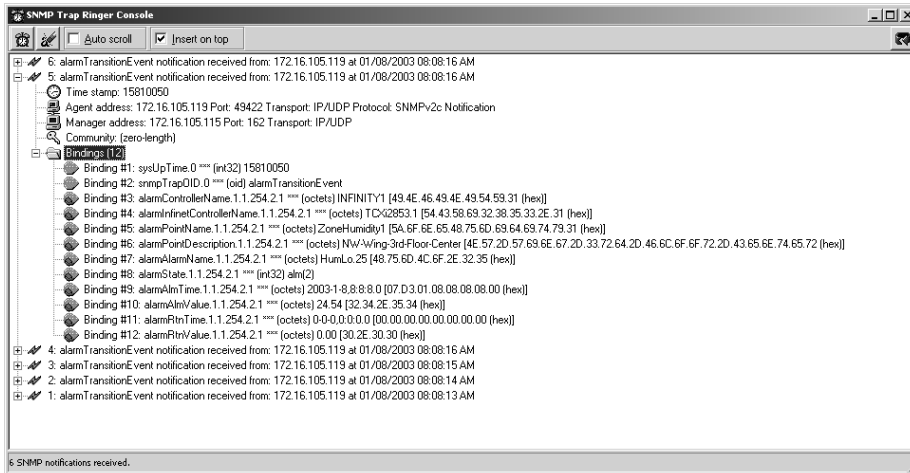 SNMP Trap Ringer Console
Auto scroll Insert on top
6: alarmTransitionEvent notification received from: 172.16.105.119 at 01/08/2003 08:08:16 AM
5: alarmTransitionEvent notification received from: 172.16.105.119 at 01/08/2003 08:08:16 AM
Time stamp: 15810050
Agent address: 172.16.105.119 Port: 49422 Transport: IP/UDP Protocol: SNMPv2c Notification
Manager address: 172.16.105.115 Port: 162 Transport: IP/UDP
Community: (zero-length)
Bindings (12)
Binding #1: sysUpTime.0 *** (int32) 15810050
Binding #2: snmpTrapOID.0 *** (oid) alarmTransitionEvent
Binding #3: alarmControllerName.1.1.254.2.1 *** (octets) INFINITY1 [49.4E.46.49.4E.49.54.59.31 (hex)]
Binding #4: alarmInfinetControllerName.1.1.254.2.1 *** (octets) TCXi2853.1 [54.43.58.69.32.38.35.33.2E.31 (hex)]
Binding #5: alarmPointName.1.1.254.2.1 *** (octets) ZoneHumidity1 [5A.6F.6E.65.48.75.6D.69.64.69.74.79.31 (hex)]
Binding #6: alarmPointDescription.1.1.254.2.1 *** (octets) NW-Wing-3rd-Floor-Center [4E.57.2D.57.69.6E.67.2D.33.72.64.2D.46.6C.6F.6F.72.2D.43.65.6E.74.65.72 (hex)]
Binding #7: alarmAlarmName.1.1.254.2.1 *** (octets) HumLo.25 [48.75.6D.4C.6F.2E.32.35 (hex)]
Binding #8: alarmState.1.1.254.2.1 *** (int32) alm(2)
Binding #9: alarmAlmTime.1.1.254.2.1 *** (octets) 2003-1-8,8:8:8.0 [07.D3.01.08.08.08.08.00 (hex)]
Binding #10: alarmAlmValue.1.1.254.2.1 *** (octets) 24.54 [32.34.2E.35.34 (hex)]
Binding #11: alarmRtnTime.1.1.254.2.1 *** (octets) 0-0-0,0:0:0.0 [00.00.00.00.00.00.00.00 (hex)]
Binding #12: alarmRtnValue.1.1.254.2.1 *** (octets) 0.00 [30.2E.30.30 (hex)]
4: alarmTransitionEvent notification received from: 172.16.105.119 at 01/08/2003 08:08:16 AM
3: alarmTransitionEvent notification received from: 172.16.105.119 at 01/08/2003 08:08:15 AM
2: alarmTransitionEvent notification received from: 172.16.105.119 at 01/08/2003 08:08:14 AM
1: alarmTransitionEvent notification received from: 172.16.105.119 at 01/08/2003 08:08:13 AM
6 SNMP notifications received.